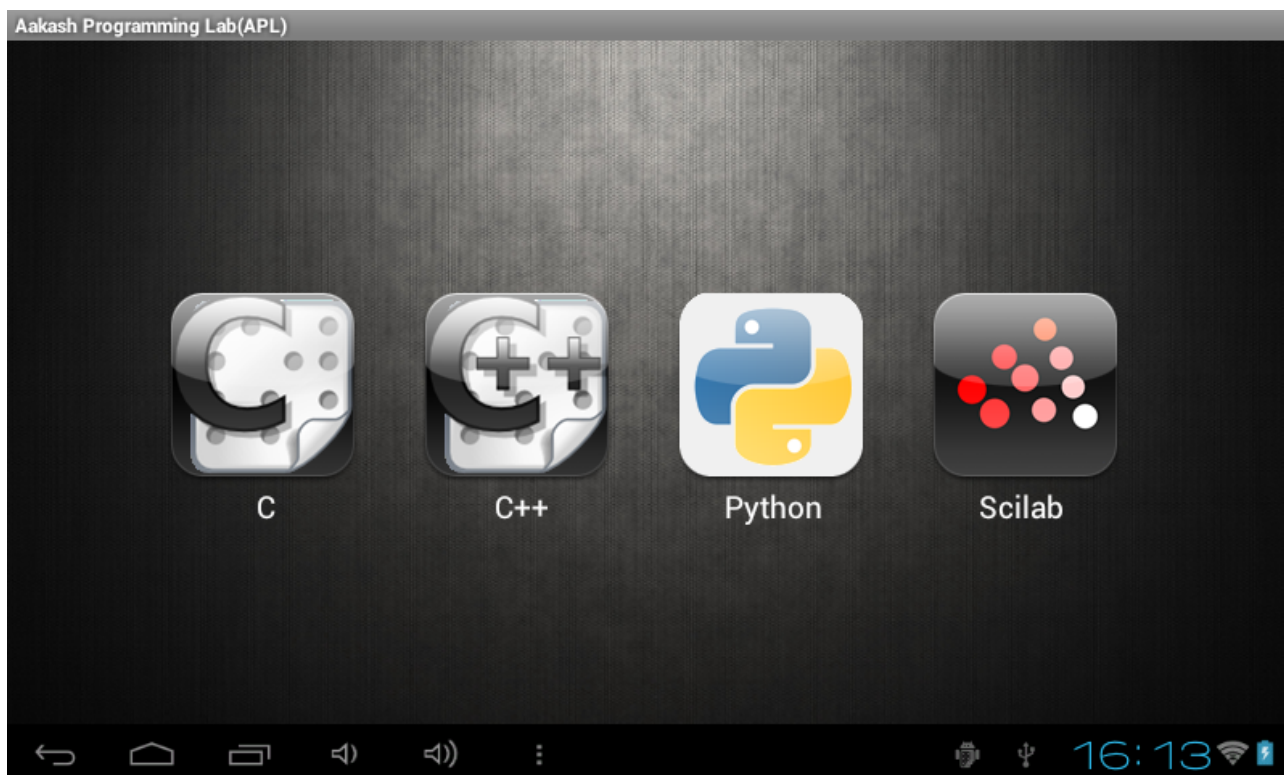 Aakash Programming Lab(APL)
C
C++
C
C++
Python
Scilab
16:13